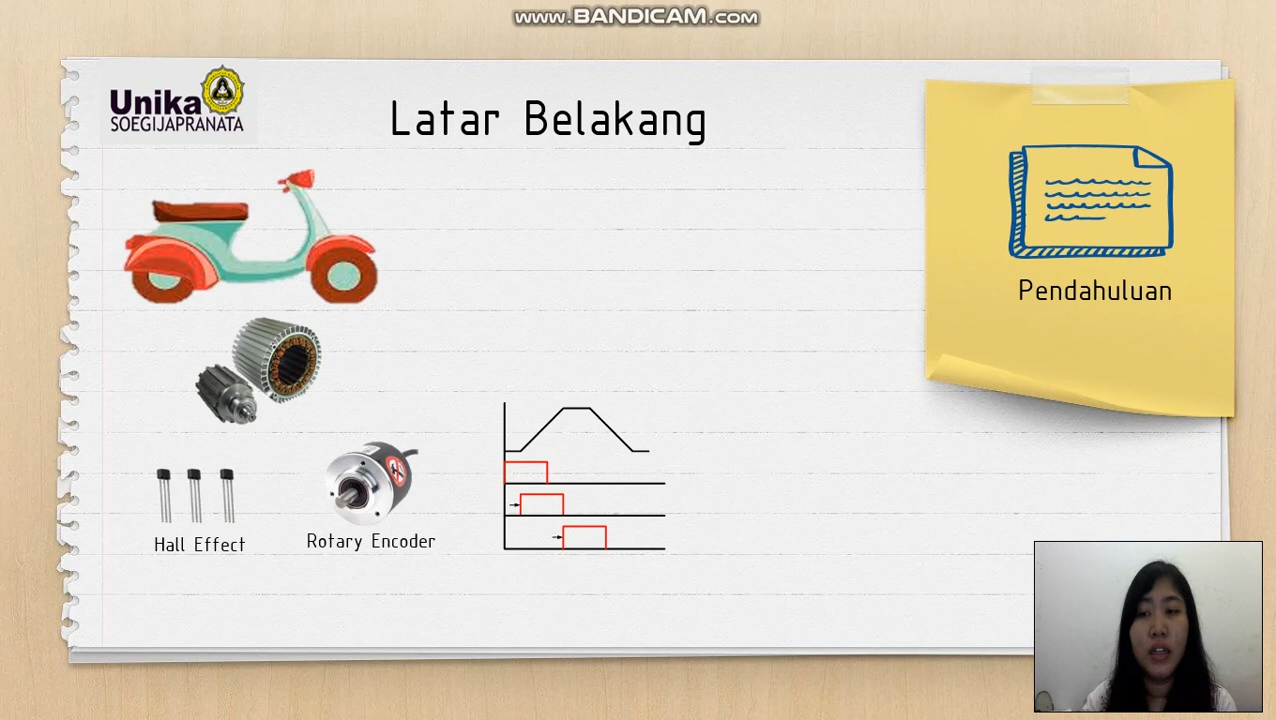 www.BANDICAM.com
Unika
SOEGIJAPRANATA
Latar Belakang
Pendahuluan
Hall Effect
Rotary Encoder